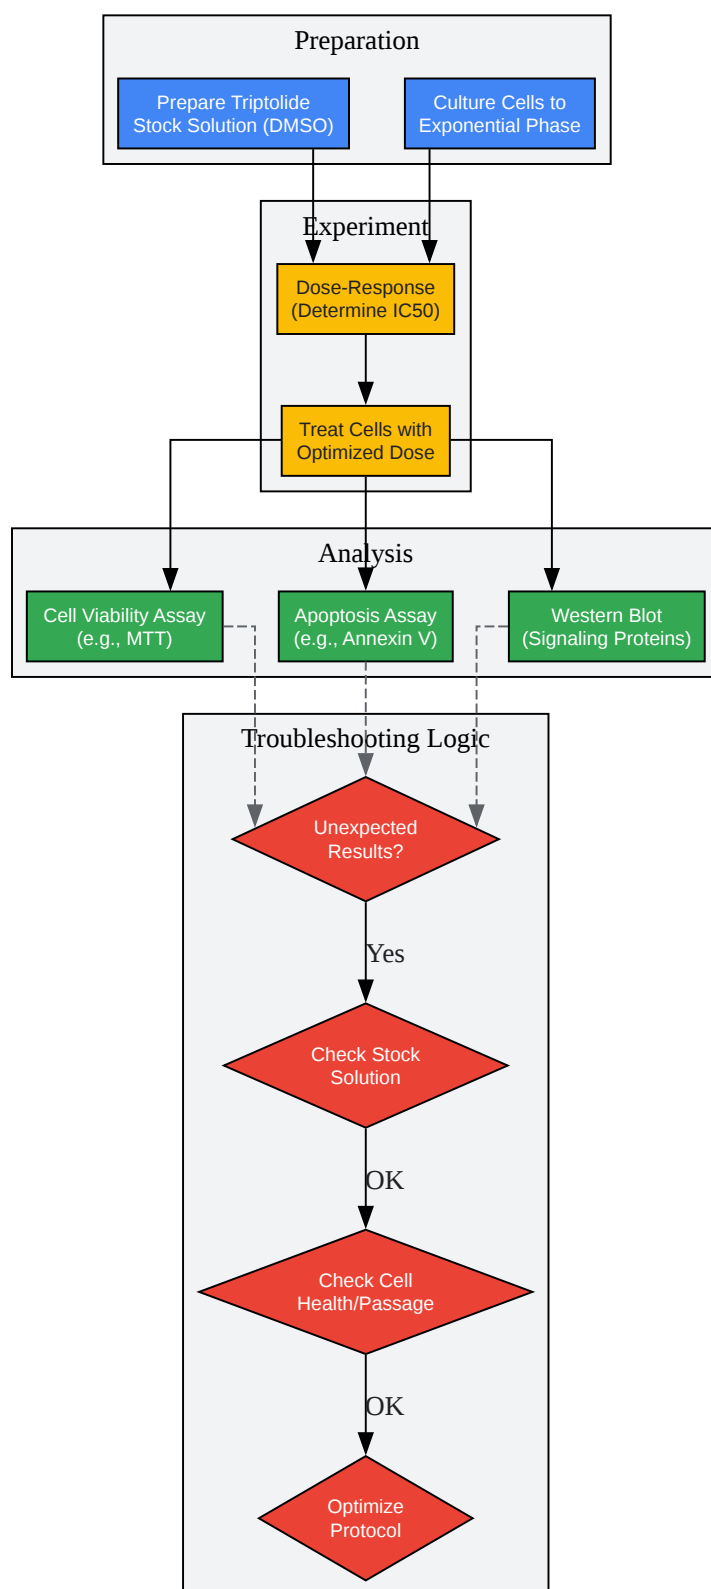 Preparation
Prepare Triptolide
Stock Solution (DMSO)
Culture Cells to
Exponential Phase
Experiment
Dose-Response
(Determine IC50)
Treat Cells with
Optimized Dose
Analysis
Cell Viability Assay
(e.g., MTT)
Apoptosis Assay
(e.g., Annexin V)
Western Blot
(Signaling Proteins)
Troubleshooting Logic
Unexpected
Results?
Yes
Check Stock
Solution
OK
Check Cell
Health/Passage
OK
Optimize
Protocol